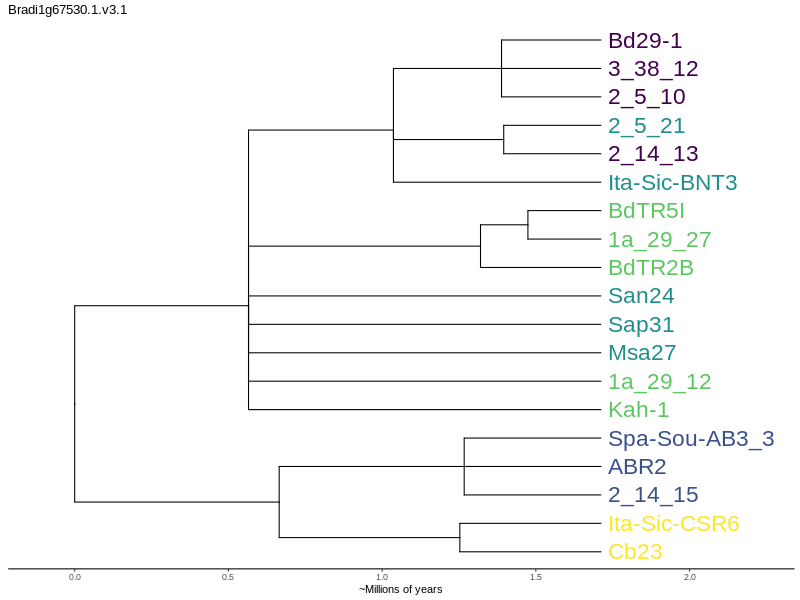 Bradi1g67530.1.v3.1
Bd29-1
3_38_12
2_5_10
2_5_21
2_14_13
Ita-Sic-BNT3
BdTR5I
1a_29_27
BdTR2B
San24
Sap31
Msa27
1a_29_12
Kah-1
Spa-Sou-AB3_3
ABR2
2_14_15
Ita-Sic-CSR6
Cb23
0.0 0.5 1.0 1.5 2.0
~Millions of years